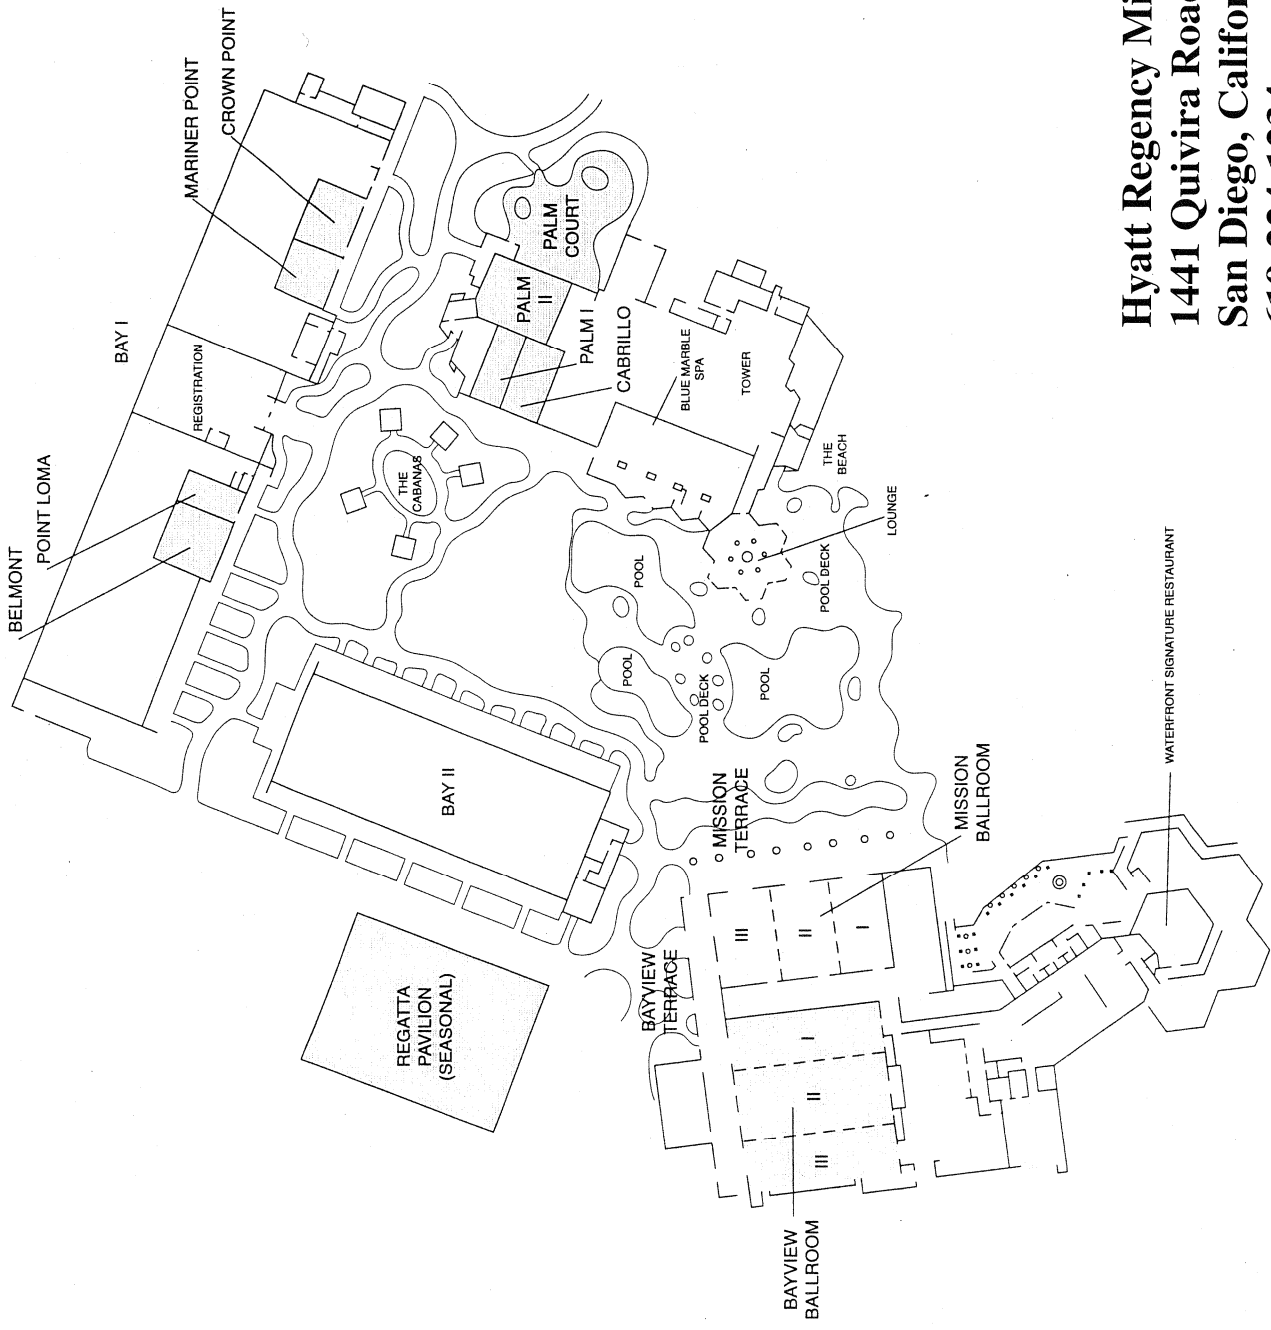 Hyatt Regency Mi
1441 Quivira Road
San Diego, Califor
BELMONT
POINT LOMA
BAY I
MARINER POINT
CROWN POINT
REGISTRATION
THE
CABANAS
PALM
COURT
PALM
II
PALM I
CABRILLO
BLUE MARBLE
SPA
TOWER
THE
BEACH
LOUNGE
POOL
POOL DECK
POOL
POOL DECK
POOL
BAY II
REGATTA
PAVILION
(SEASONAL)
MISSION
TERRACE
BAYVIEW
TERRACE
MISSION
BALLROOM
III
II
I
I
II
III
BAYVIEW
BALLROOM
WATERFRONT SIGNATURE RESTAURANT